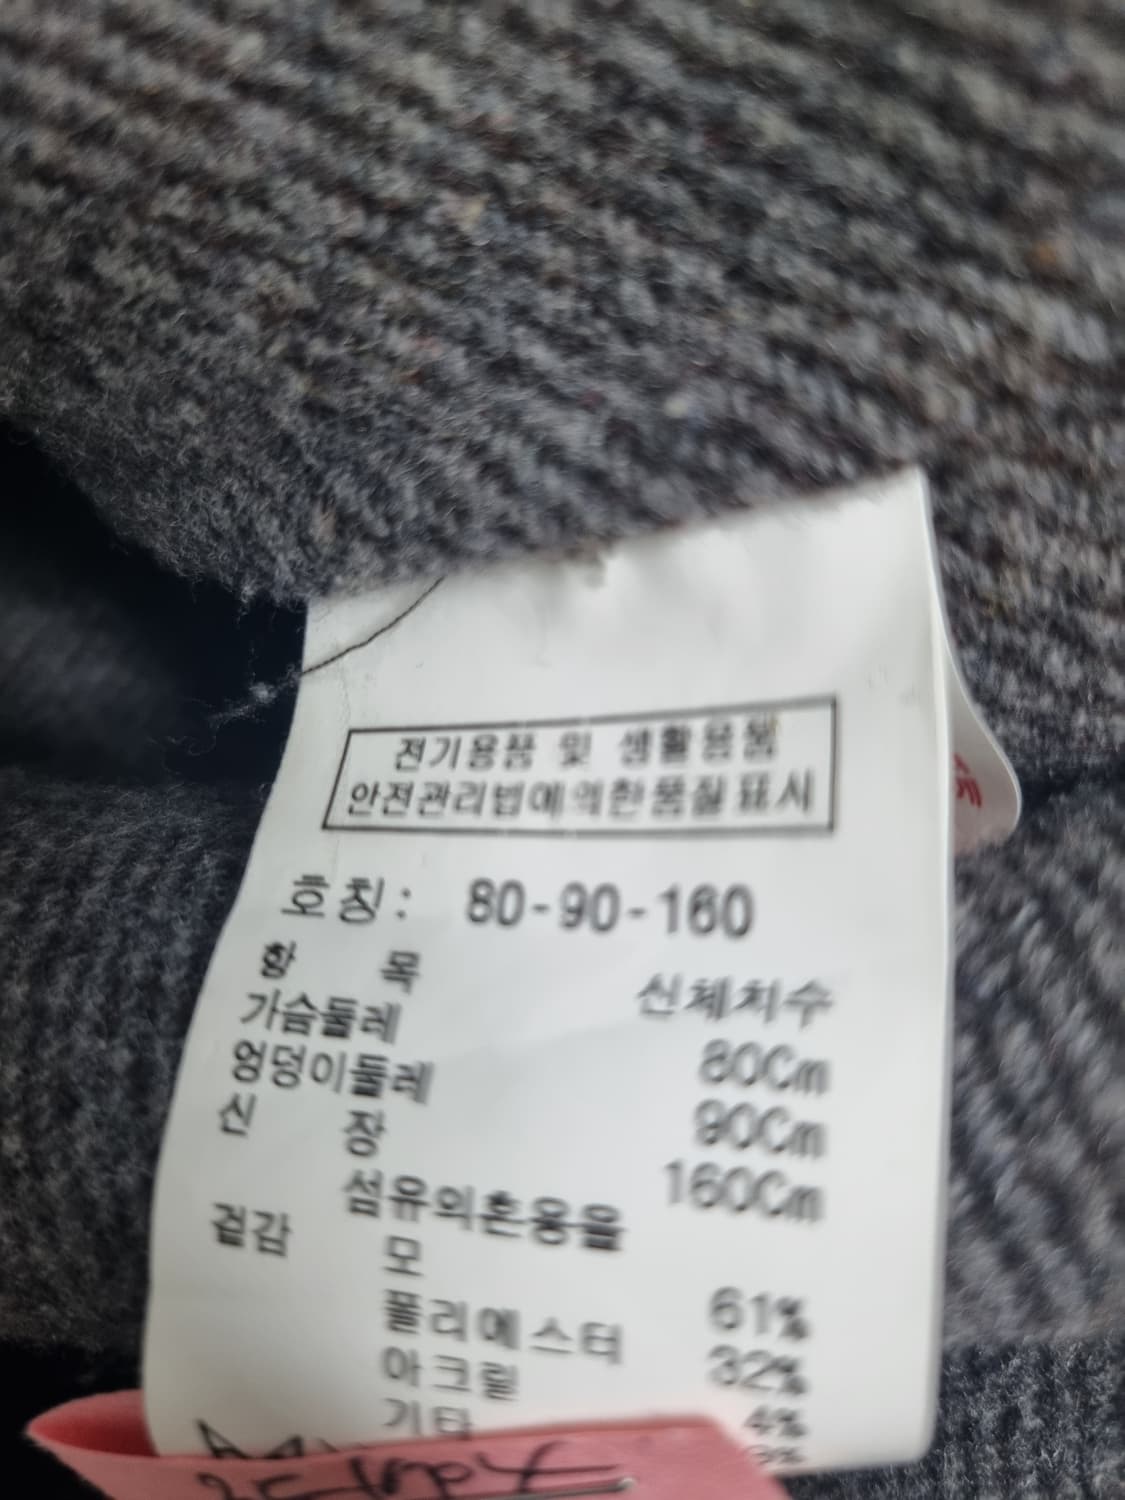 전기용품 및 생활용품
안전관리법에의한품질표시
호칭: 80-90-160
항 목 신체치수
가슴둘레 80Cm
엉덩이둘레 90Cm
신 장 160Cm
섬유의혼용율
겉감 모 61%
폴리에스터 32%
아크릴 4%
기타